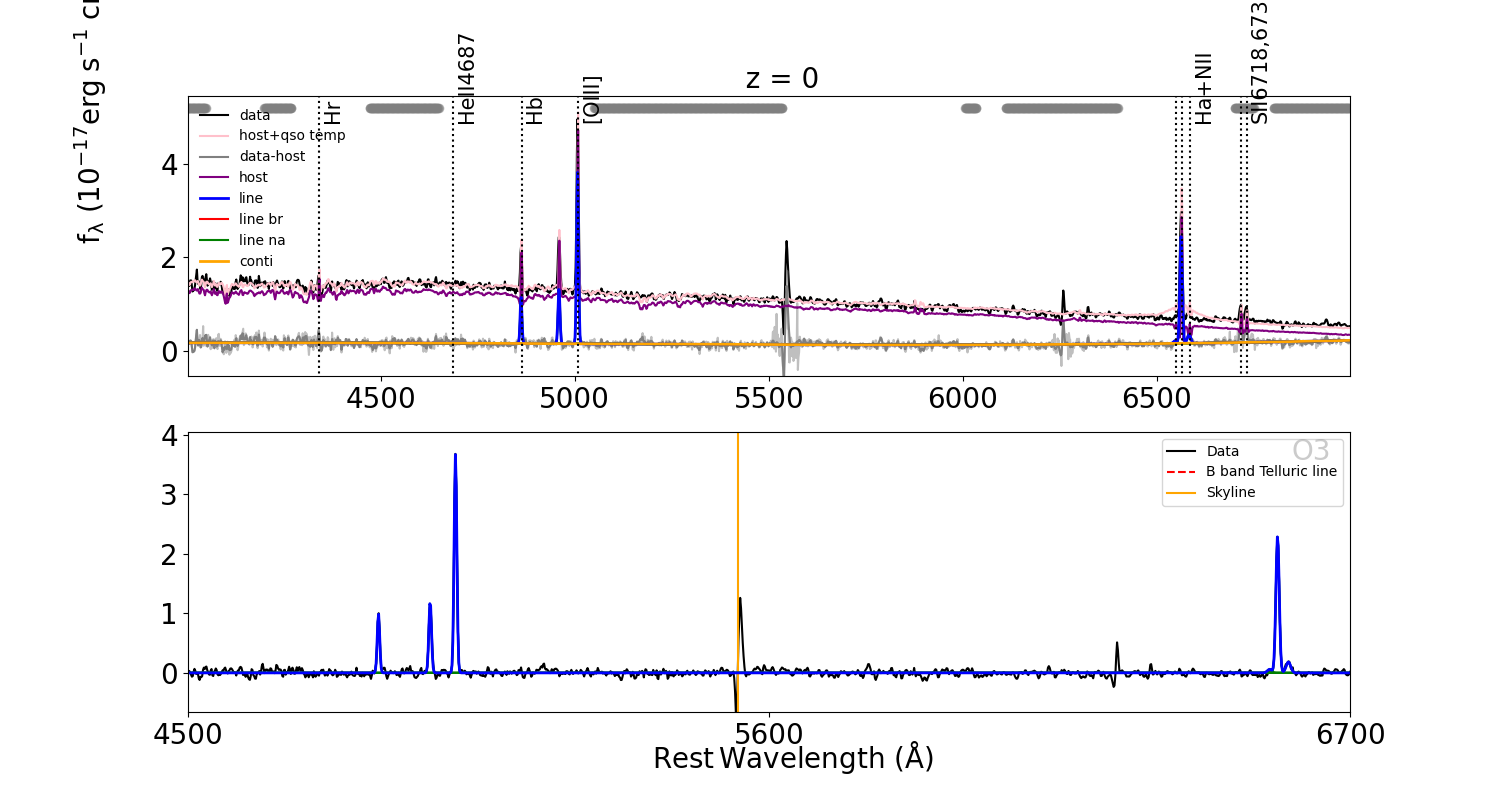 z = 0
f_λ (10⁻¹⁷erg s⁻¹
Hr
HeII4687
Hb
[OIII]
Ha+NII
SII6718,673
data
host+qso temp
data-host
host
line
line br
line na
conti
4
2
0
4500
5000
5500
6000
6500
O3
Data
B band Telluric line
Skyline
4
3
2
1
0
4500
5600
6700
Rest Wavelength (Å)